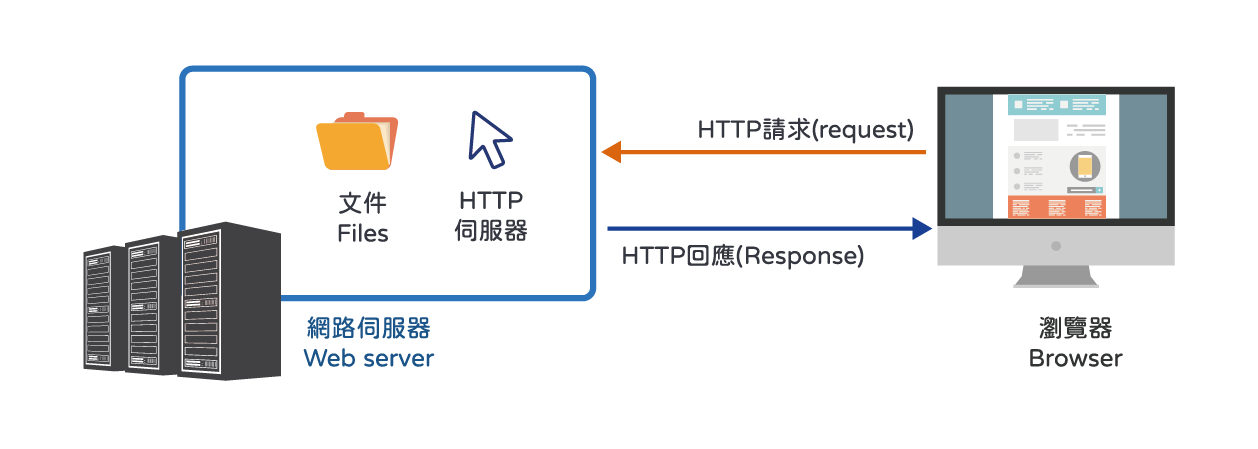 文件
Files
HTTP
伺服器
網路伺服器
Web server
HTTP請求(request)
HTTP回應(Response)
瀏覽器
Browser